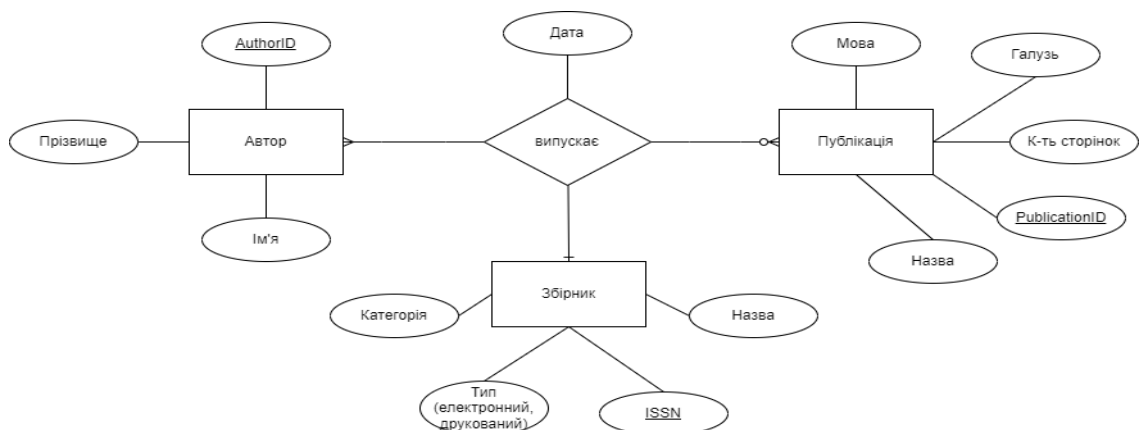 AuthorID
Дата
Мова
Галузь
Прізвище
Автор
випускає
Публікація
К-ть сторінок
PublicationID
Ім'я
Назва
Збірник
Категорія
Назва
Тип
(електронний,
друкований)
ISSN